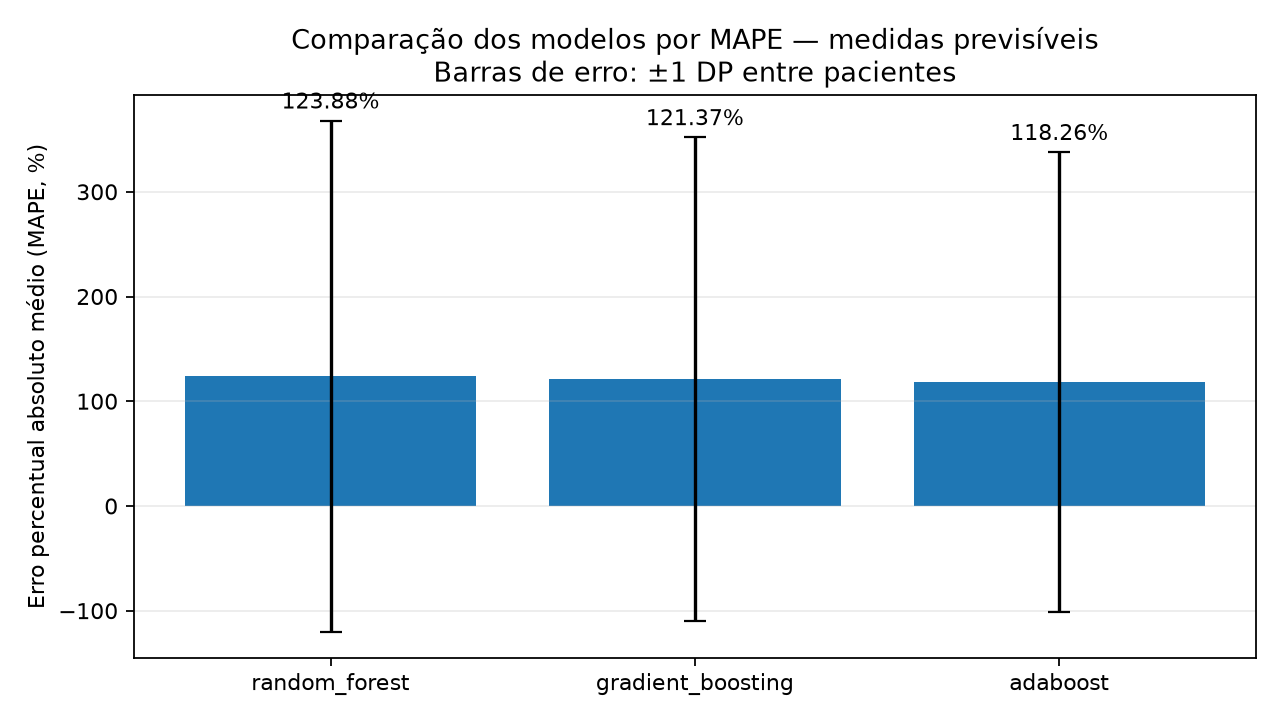 Comparação dos modelos por MAPE — medidas previsíveis
Barras de erro: ±1 DP entre pacientes
123.88%
121.37%
118.26%
Erro percentual absoluto médio (MAPE, %)
300
200
100
0
−100
random_forest
gradient_boosting
adaboost